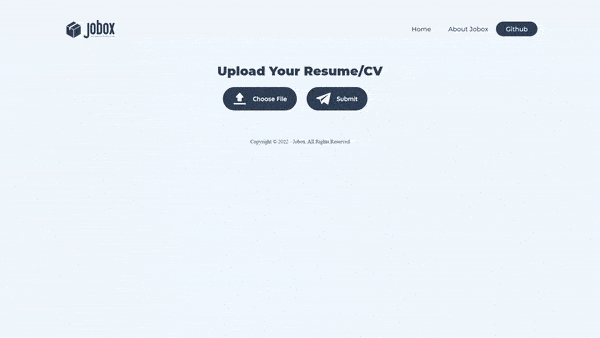 jobox
Home About Jobox Github
Upload Your Resume/CV
Choose File Submit
Copyright © 2022 - Jobox. All Rights Reserved